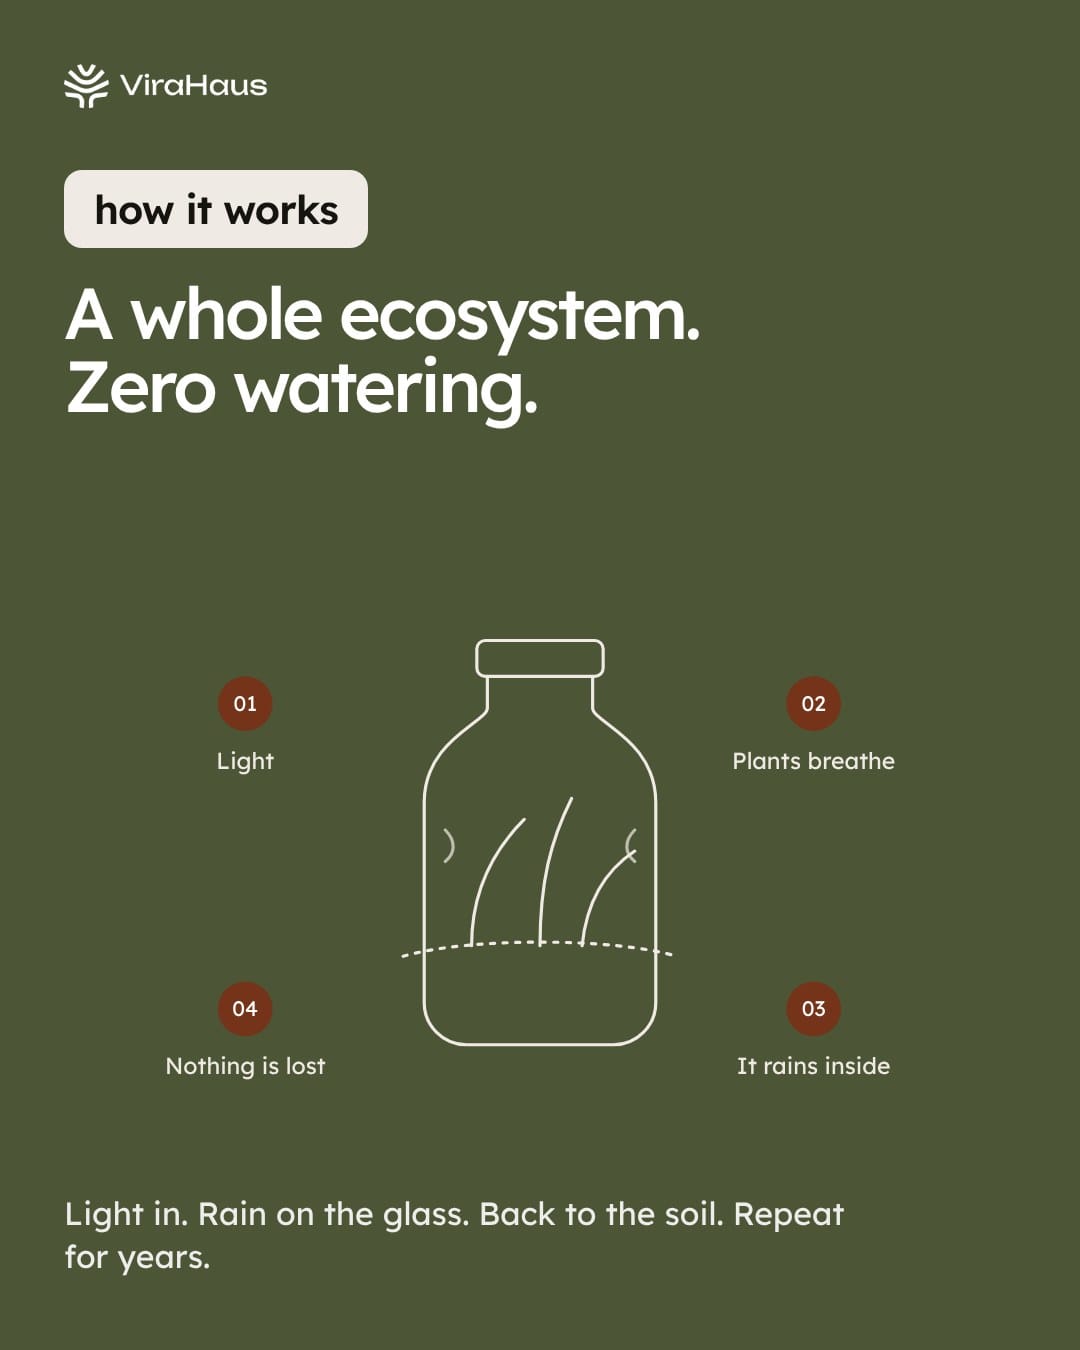 ViraHaus
how it works
A whole ecosystem.
Zero watering.
01
Light
02
Plants breathe
04
Nothing is lost
03
It rains inside
Light in. Rain on the glass. Back to the soil. Repeat
for years.